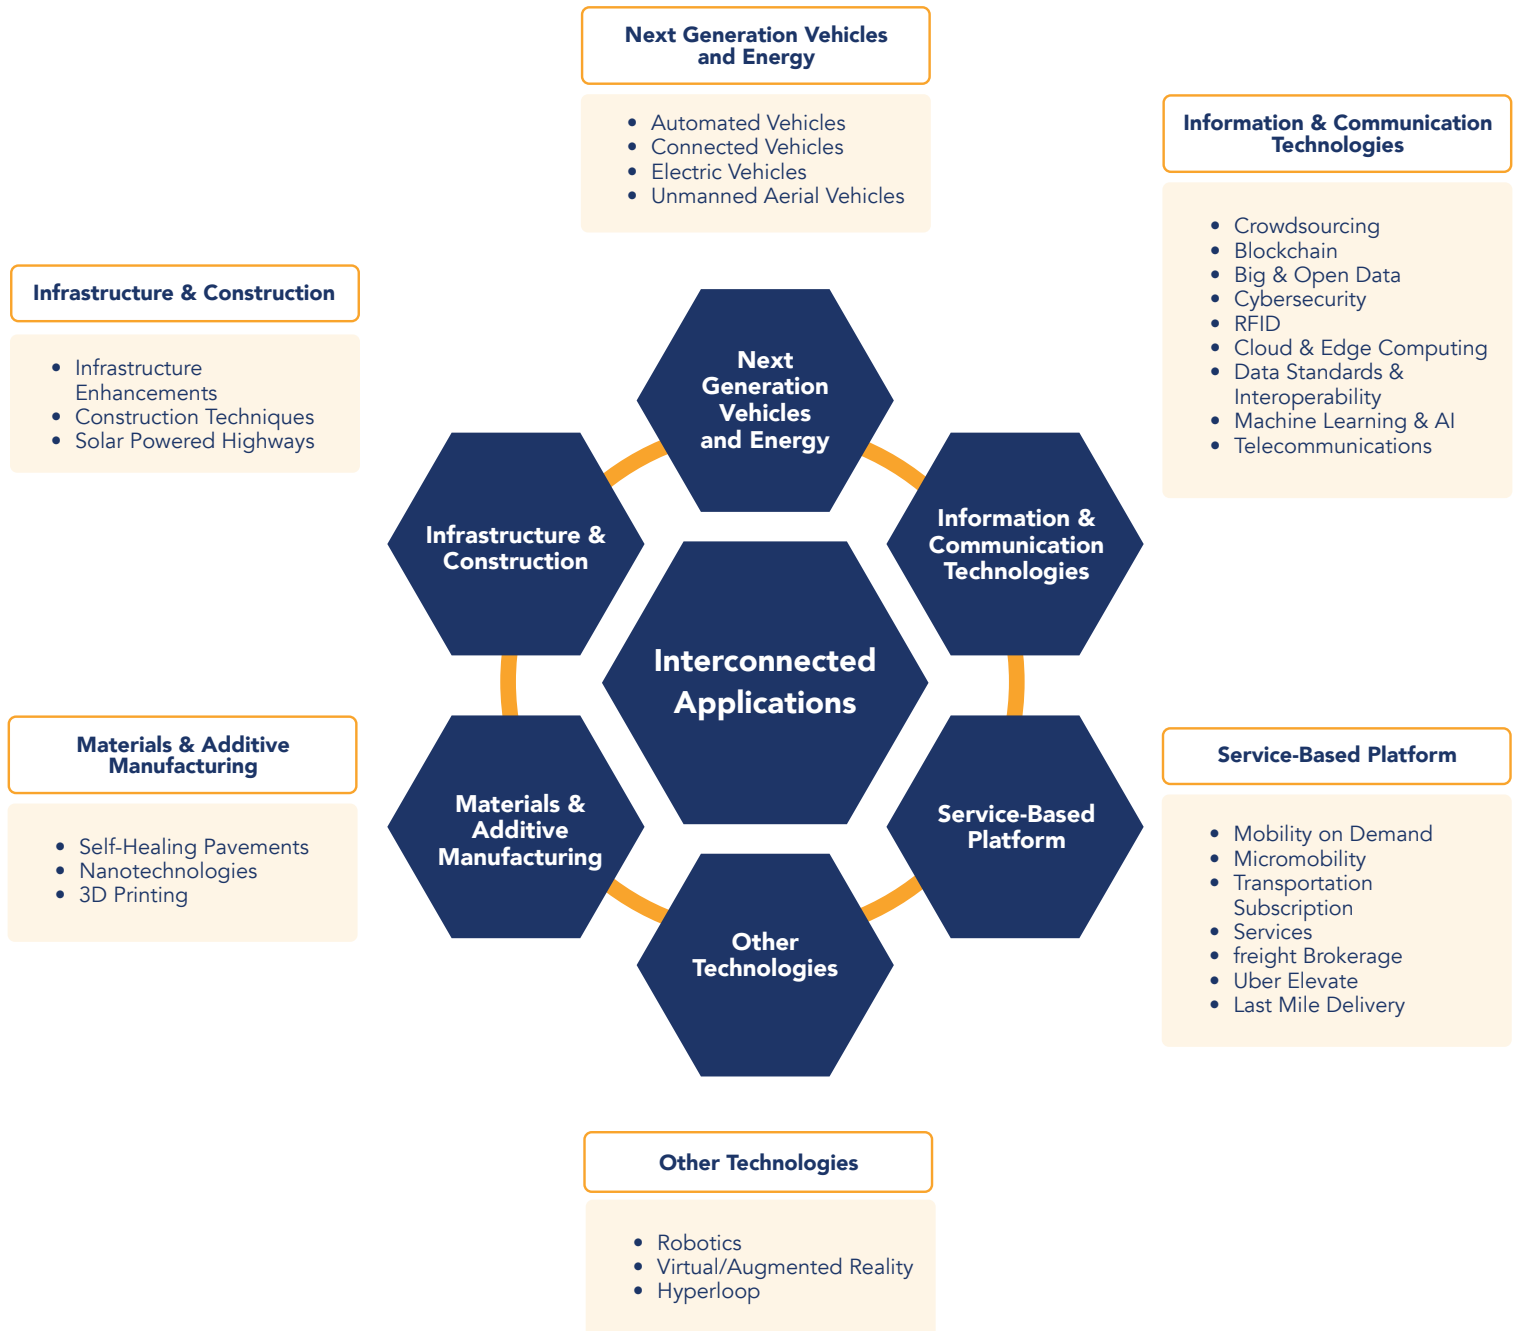 Next Generation Vehicles
and Energy
• Automated Vehicles
• Connected Vehicles
• Electric Vehicles
• Unmanned Aerial Vehicles
Information & Communication
Technologies
• Crowdsourcing
• Blockchain
• Big & Open Data
• Cybersecurity
• RFID
• Cloud & Edge Computing
• Data Standards &
Interoperability
• Machine Learning & AI
• Telecommunications
Infrastructure & Construction
• Infrastructure
Enhancements
• Construction Techniques
• Solar Powered Highways
Next
Generation
Vehicles
and Energy
Infrastructure &
Construction
Information &
Communication
Technologies
Interconnected
Applications
Materials &
Additive
Manufacturing
Service-Based
Platform
Other
Technologies
Materials & Additive
Manufacturing
• Self-Healing Pavements
• Nanotechnologies
• 3D Printing
Service-Based Platform
• Mobility on Demand
• Micromobility
• Transportation
Subscription
• Services
• freight Brokerage
• Uber Elevate
• Last Mile Delivery
Other Technologies
• Robotics
• Virtual/Augmented Reality
• Hyperloop